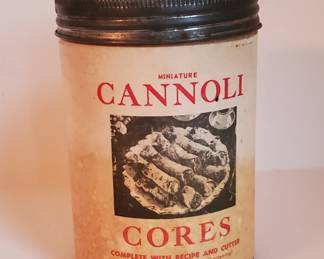 MINIATURE
CANNOLI
CORES
COMPLETE WITH RECIPE AND CUTTER